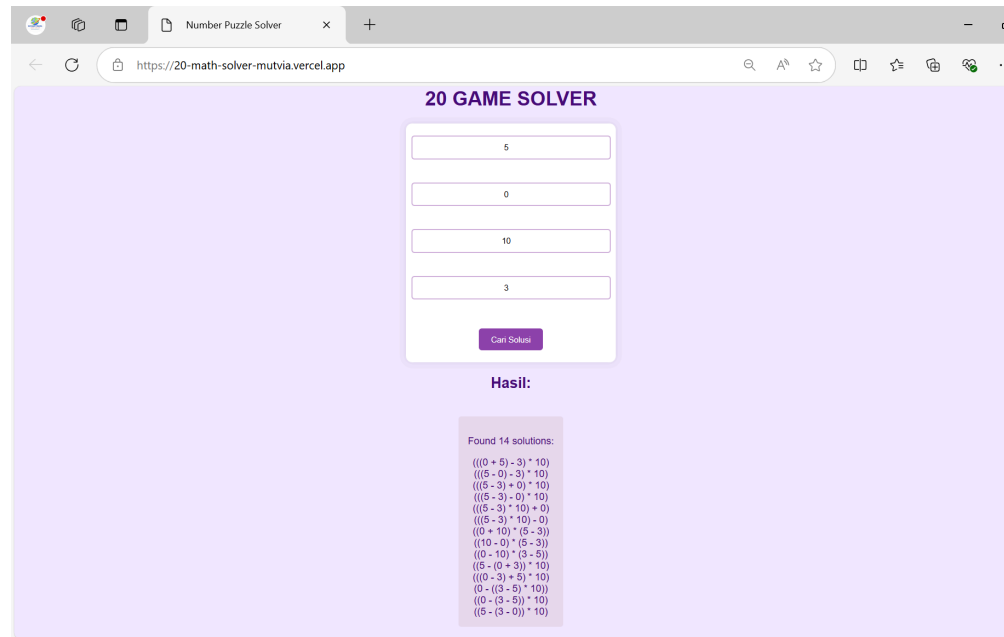 Number Puzzle Solver
https://20-math-solver-mutvia.vercel.app
20 GAME SOLVER
5
0
10
3
Cari Solusi
Hasil:
Found 14 solutions:
(((0 + 5) - 3) * 10)
(((5 - 0) - 3) * 10)
(((5 - 3) + 0) * 10)
(((5 - 3) - 0) * 10)
(((5 - 3) * 10) + 0)
(((5 - 3) * 10) - 0)
((0 + 10) * (5 - 3))
((10 - 0) * (5 - 3))
((0 - 10) * (3 - 5))
((5 - (0 + 3)) * 10)
(((0 - 3) + 5) * 10)
(0 - ((3 - 5) * 10))
((0 - (3 - 5)) * 10)
((5 - (3 - 0)) * 10)